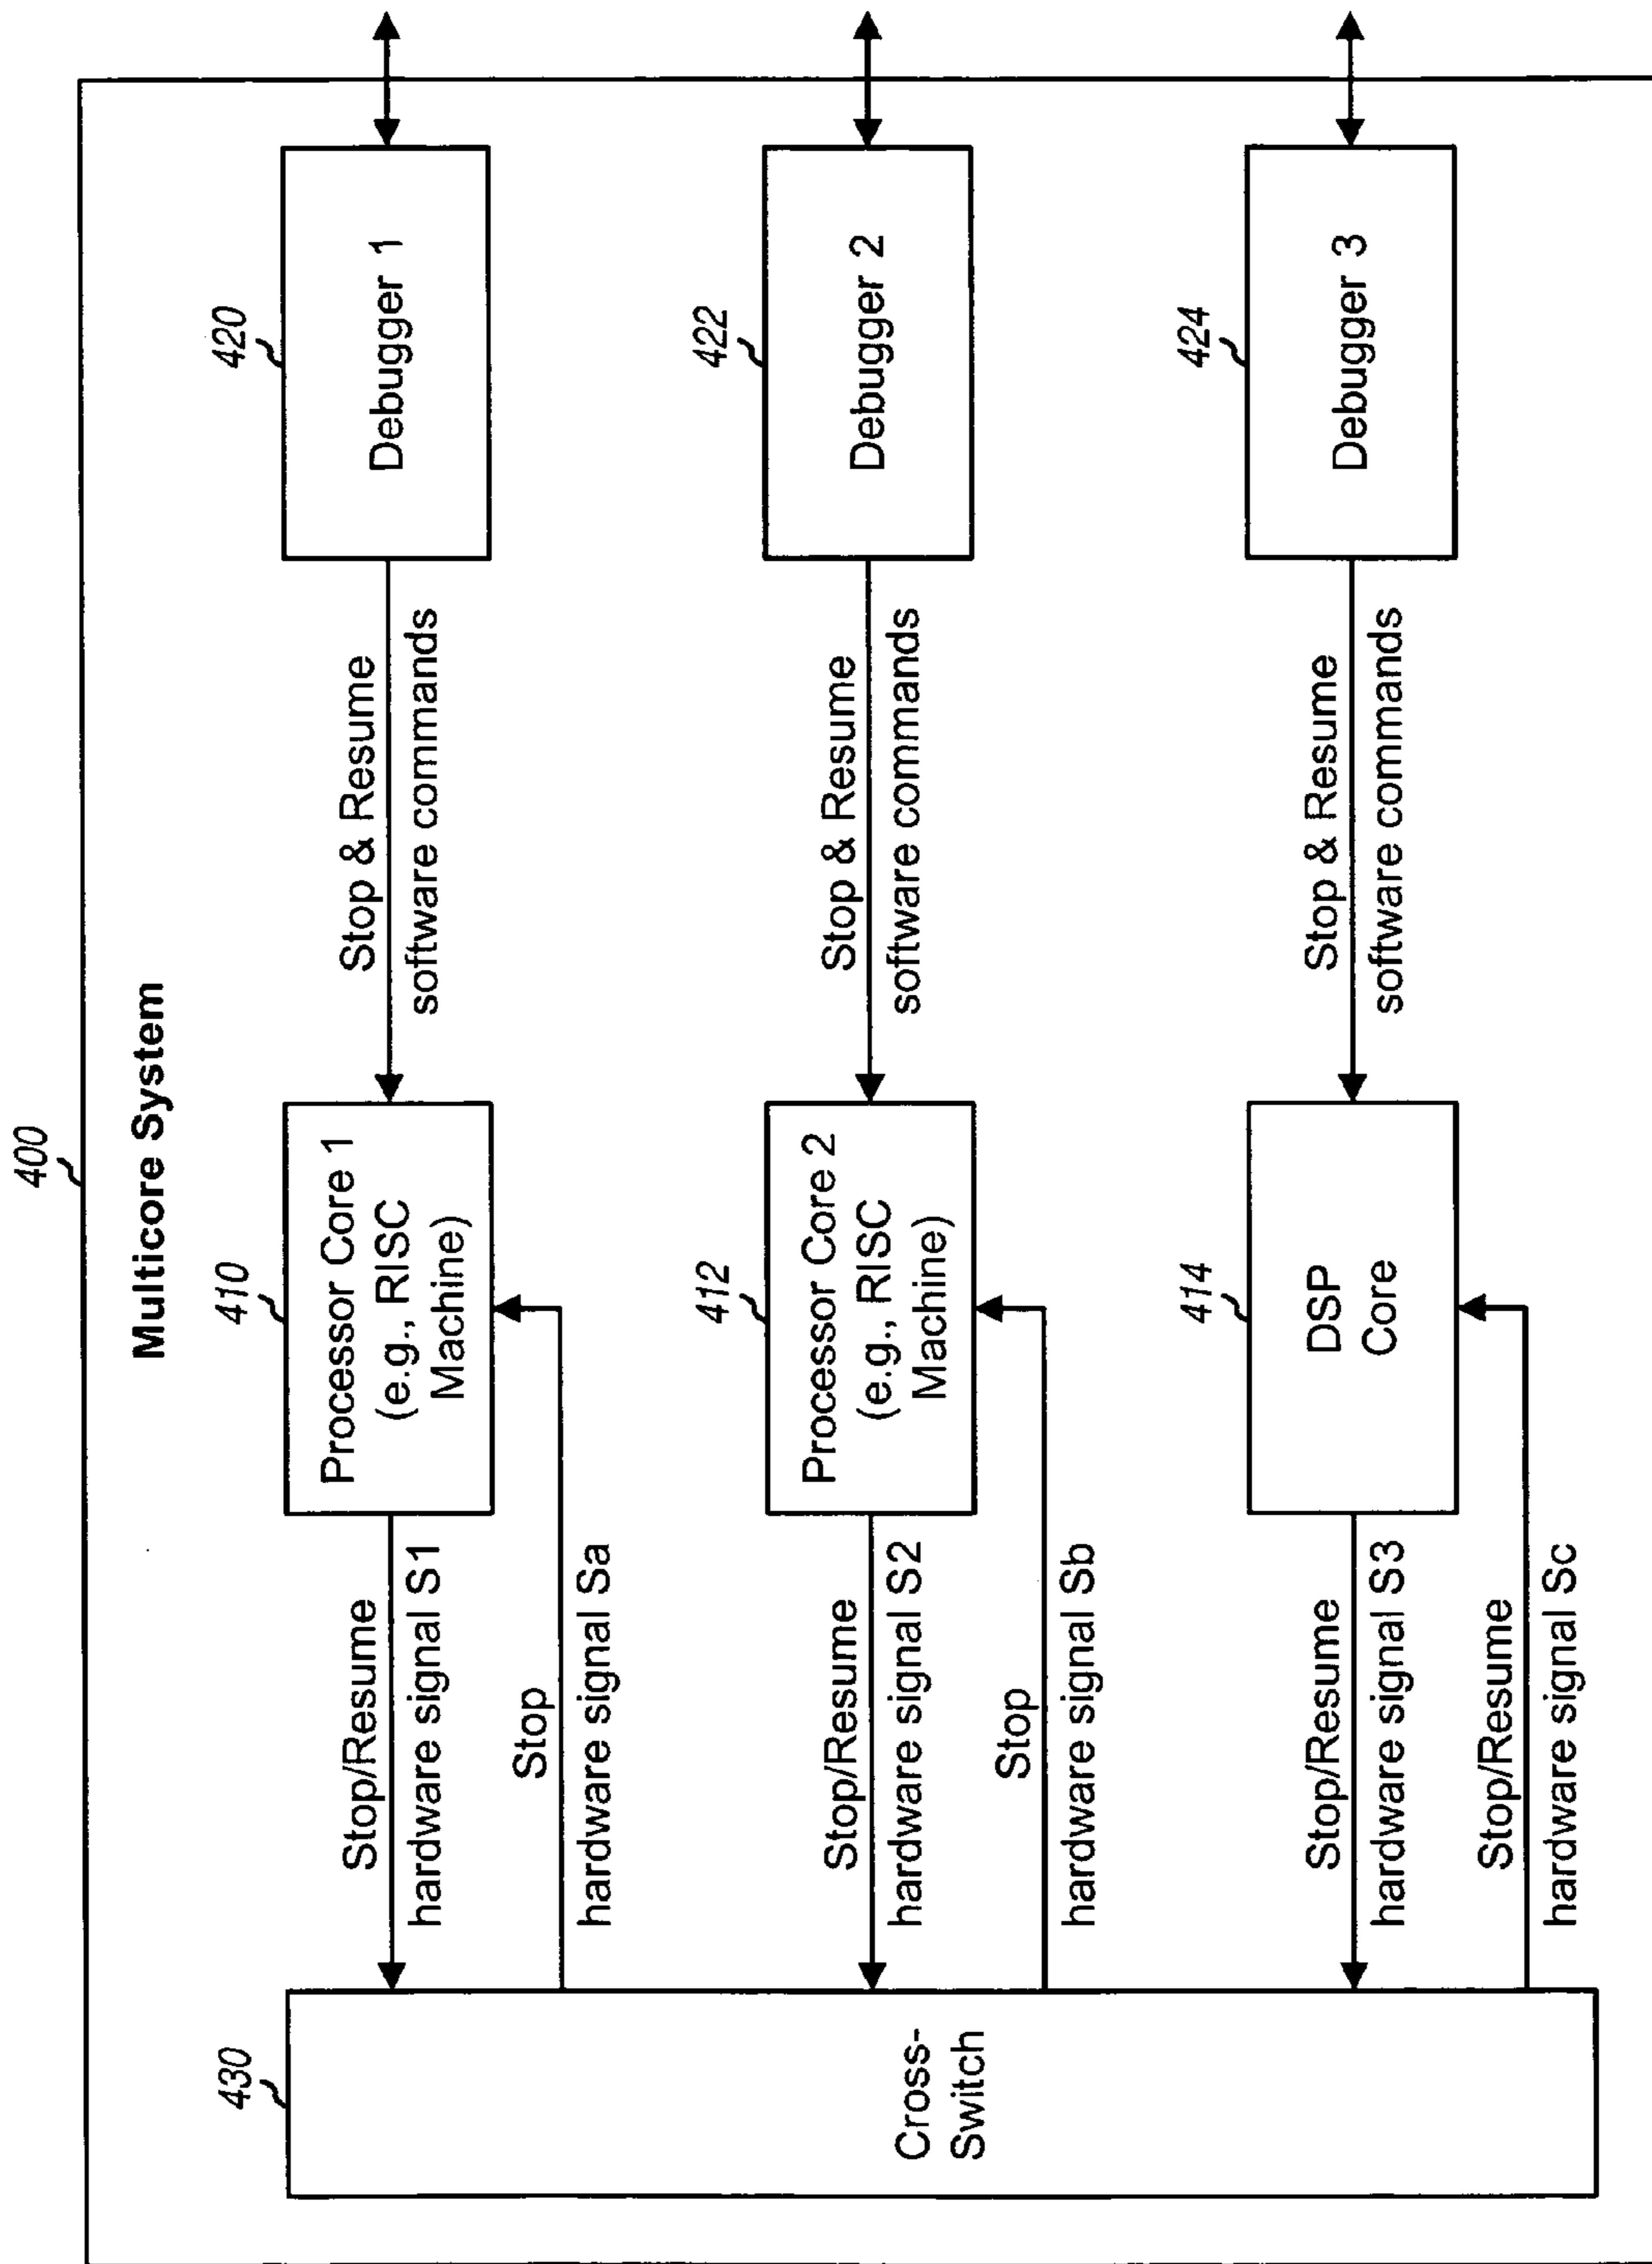 400
Multicore System
430
Cross-
Switch
Stop/Resume
hardware signal S1
Stop
hardware signal Sa
410
Processor Core 1
(e.g., RISC
Machine)
Stop & Resume
software commands
420
Debugger 1
Stop/Resume
hardware signal S2
Stop
hardware signal Sb
412
Processor Core 2
(e.g., RISC
Machine)
Stop & Resume
software commands
422
Debugger 2
Stop/Resume
hardware signal S3
Stop/Resume
hardware signal Sc
414
DSP
Core
Stop & Resume
software commands
424
Debugger 3